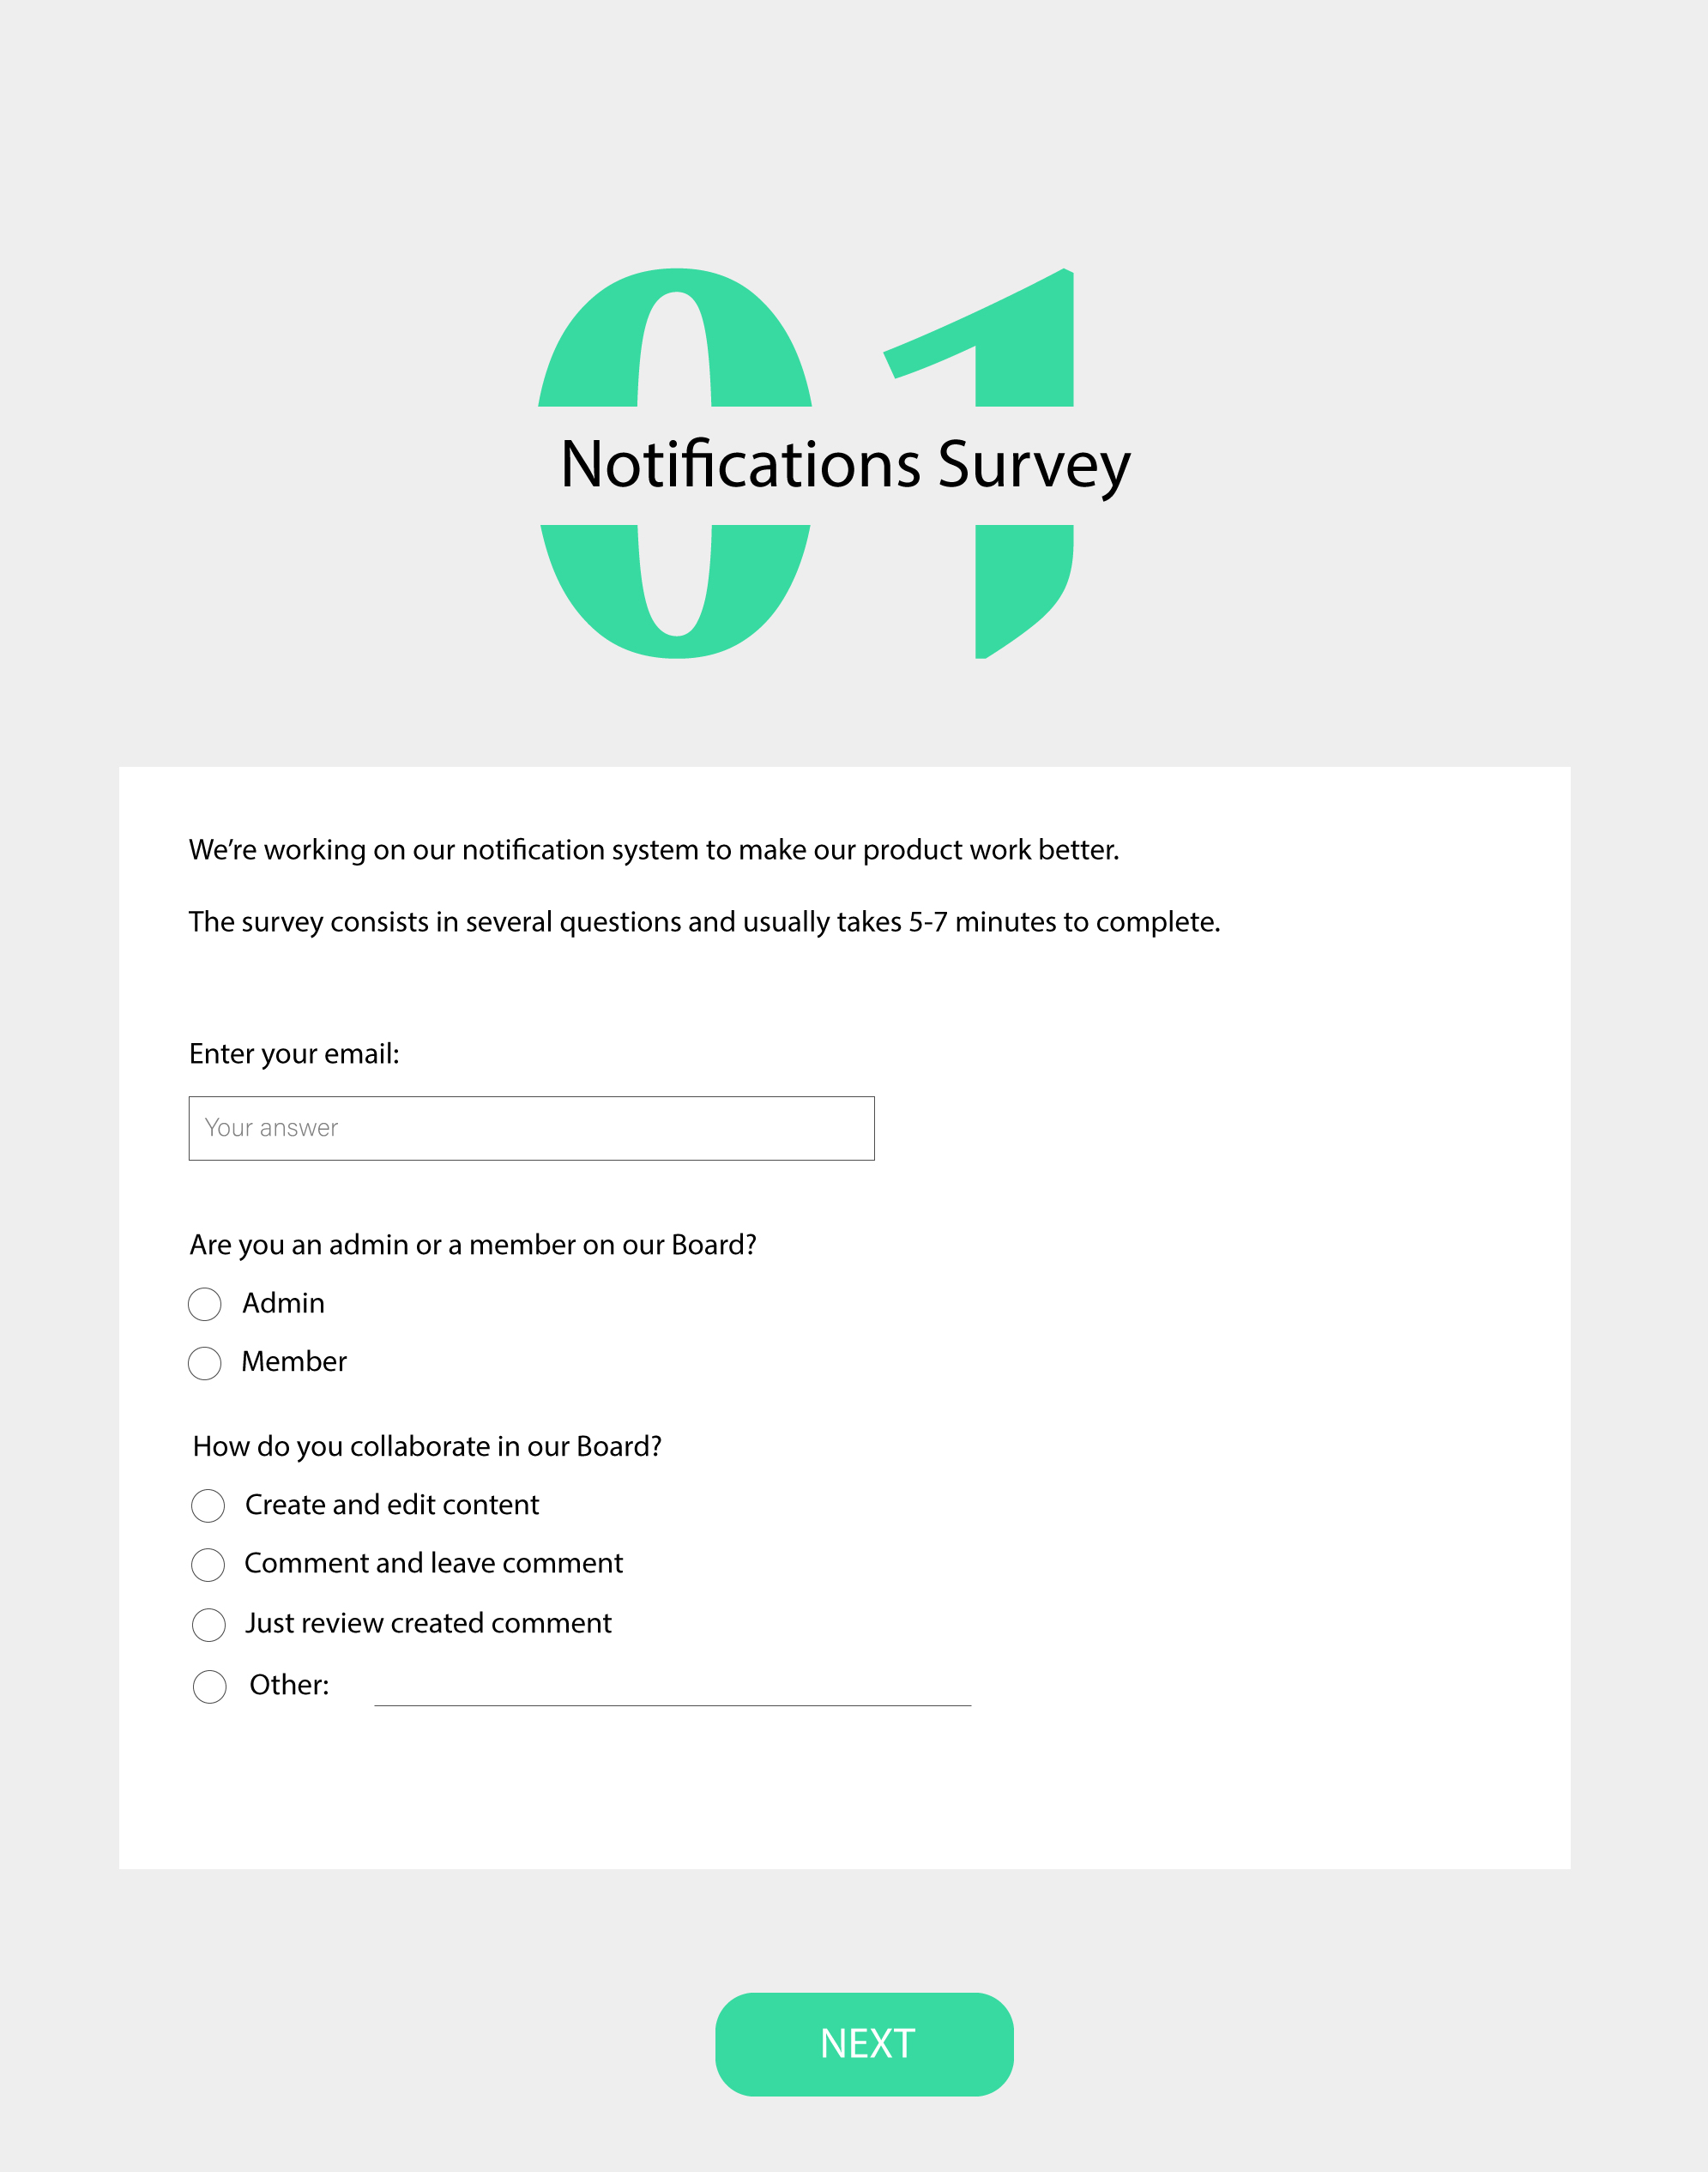 01
Notifications Survey
We’re working on our notification system to make our product work better.
The survey consists in several questions and usually takes 5-7 minutes to complete.
Enter your email:
Your answer
Are you an admin or a member on our Board?
Admin
Member
How do you collaborate in our Board?
Create and edit content
Comment and leave comment
Just review created comment
Other:
NEXT